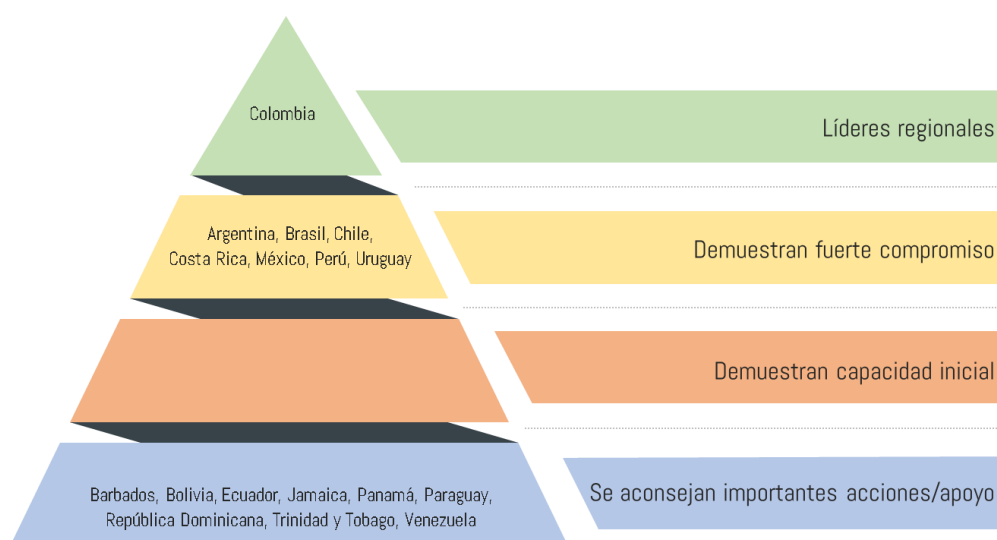 Colombia
Líderes regionales
Argentina, Brasil, Chile,
Costa Rica, México, Perú, Uruguay
Demuestran fuerte compromiso
Demuestran capacidad inicial
Barbados, Bolivia, Ecuador, Jamaica, Panamá, Paraguay,
República Dominicana, Trinidad y Tobago, Venezuela
Se aconsejan importantes acciones/apoyo